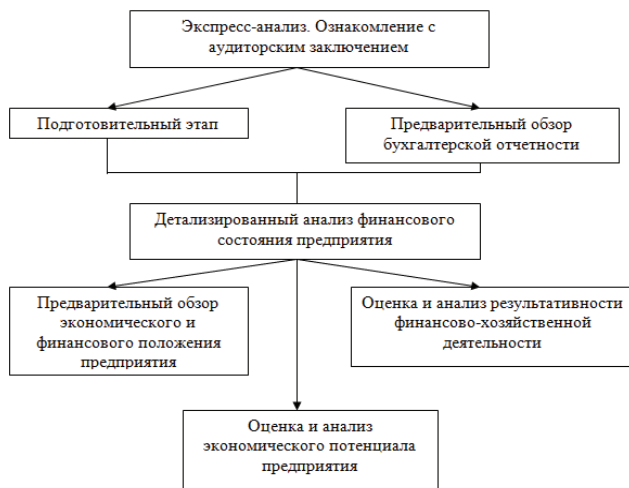 Экспресс-анализ. Ознакомление с
аудиторским заключением
Подготовительный этап
Предварительный обзор
бухгалтерской отчетности
Детализированный анализ финансового
состояния предприятия
Предварительный обзор
экономического и
финансового положения
предприятия
Оценка и анализ результативности
финансово-хозяйственной
деятельности
Оценка и анализ
экономического потенциала
предприятия